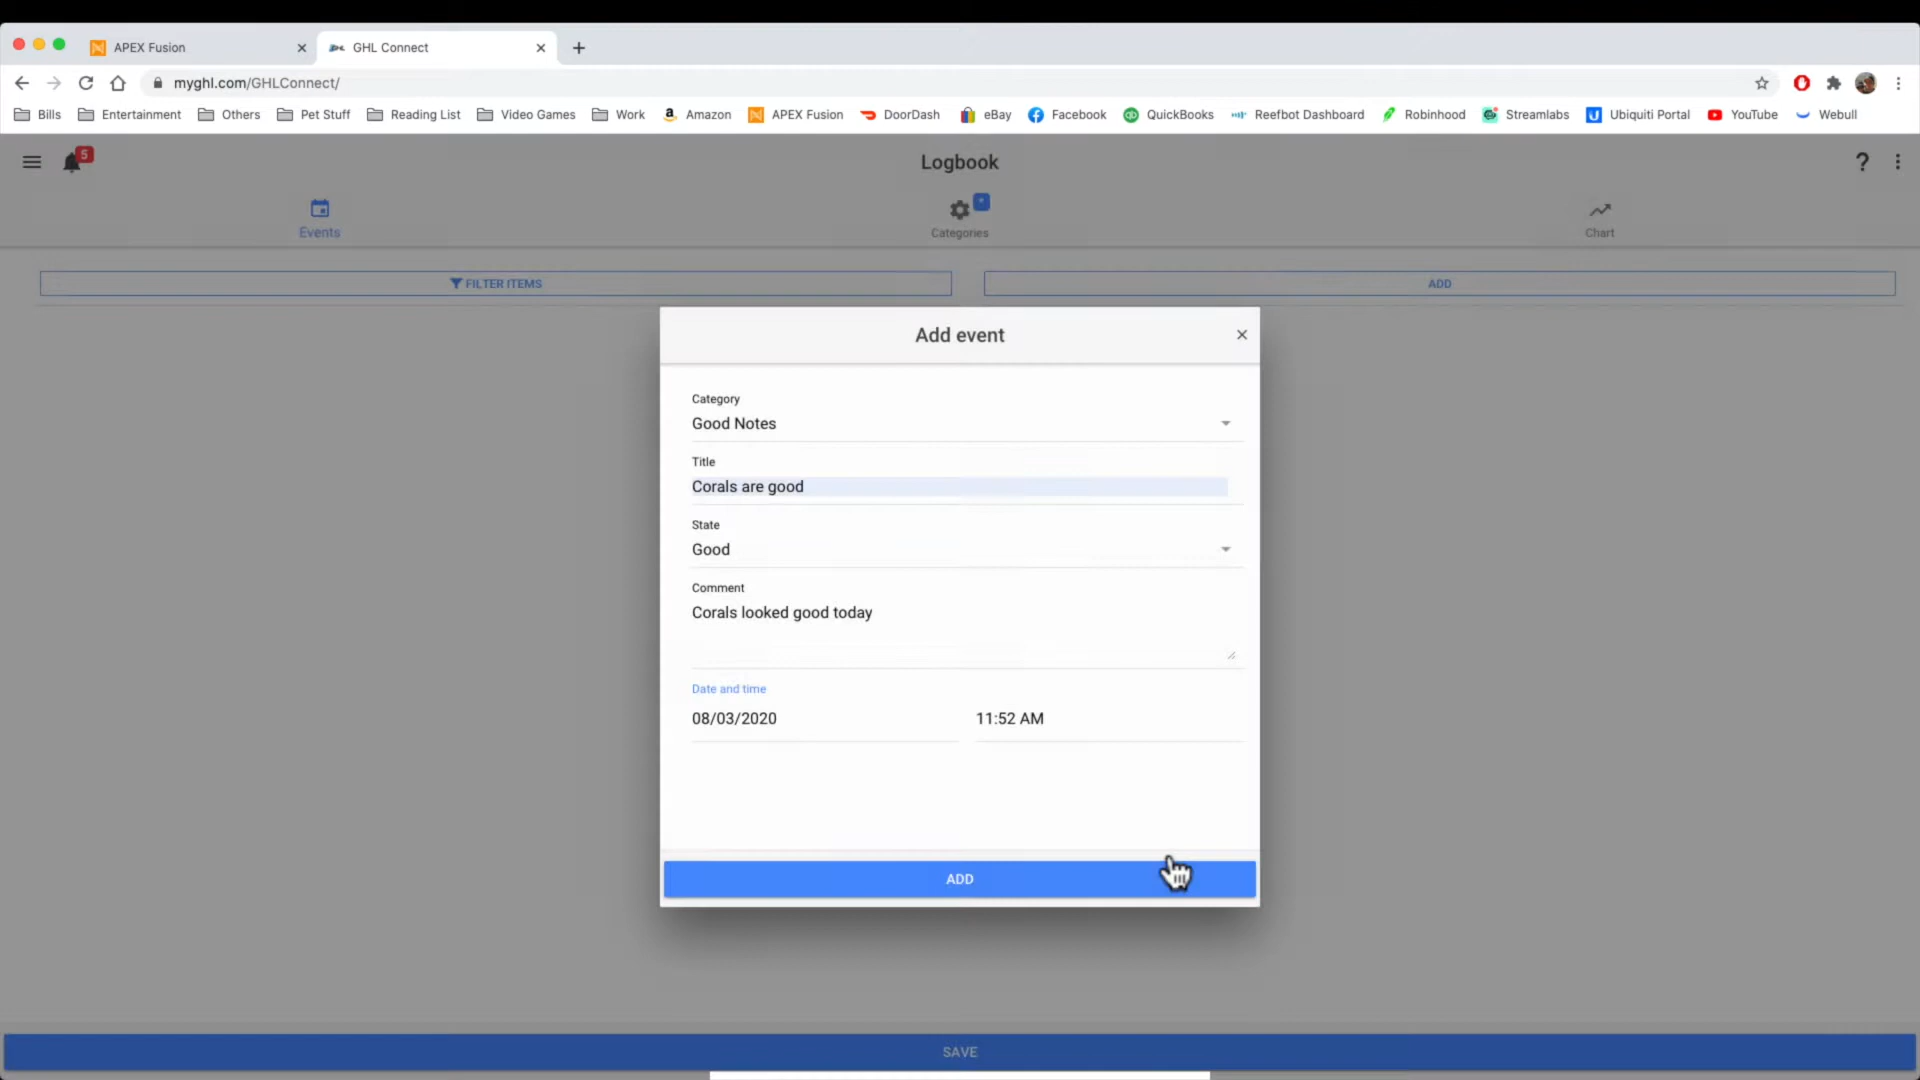 APEX Fusion
GHL Connect
myghl.com/GHLConnect/
Bills Entertainment Others Pet Stuff Reading List Video Games Work Amazon APEX Fusion DoorDash eBay Facebook QuickBooks Reefbot Dashboard Robinhood Streamlabs Ubiquiti Portal YouTube Webull
5
Logbook
?
Events
Categories
Chart
FILTER ITEMS
ADD
Add event
Category
Good Notes
Title
Corals are good
State
Good
Comment
Corals looked good today
Date and time
08/03/2020 11:52 AM
ADD
SAVE